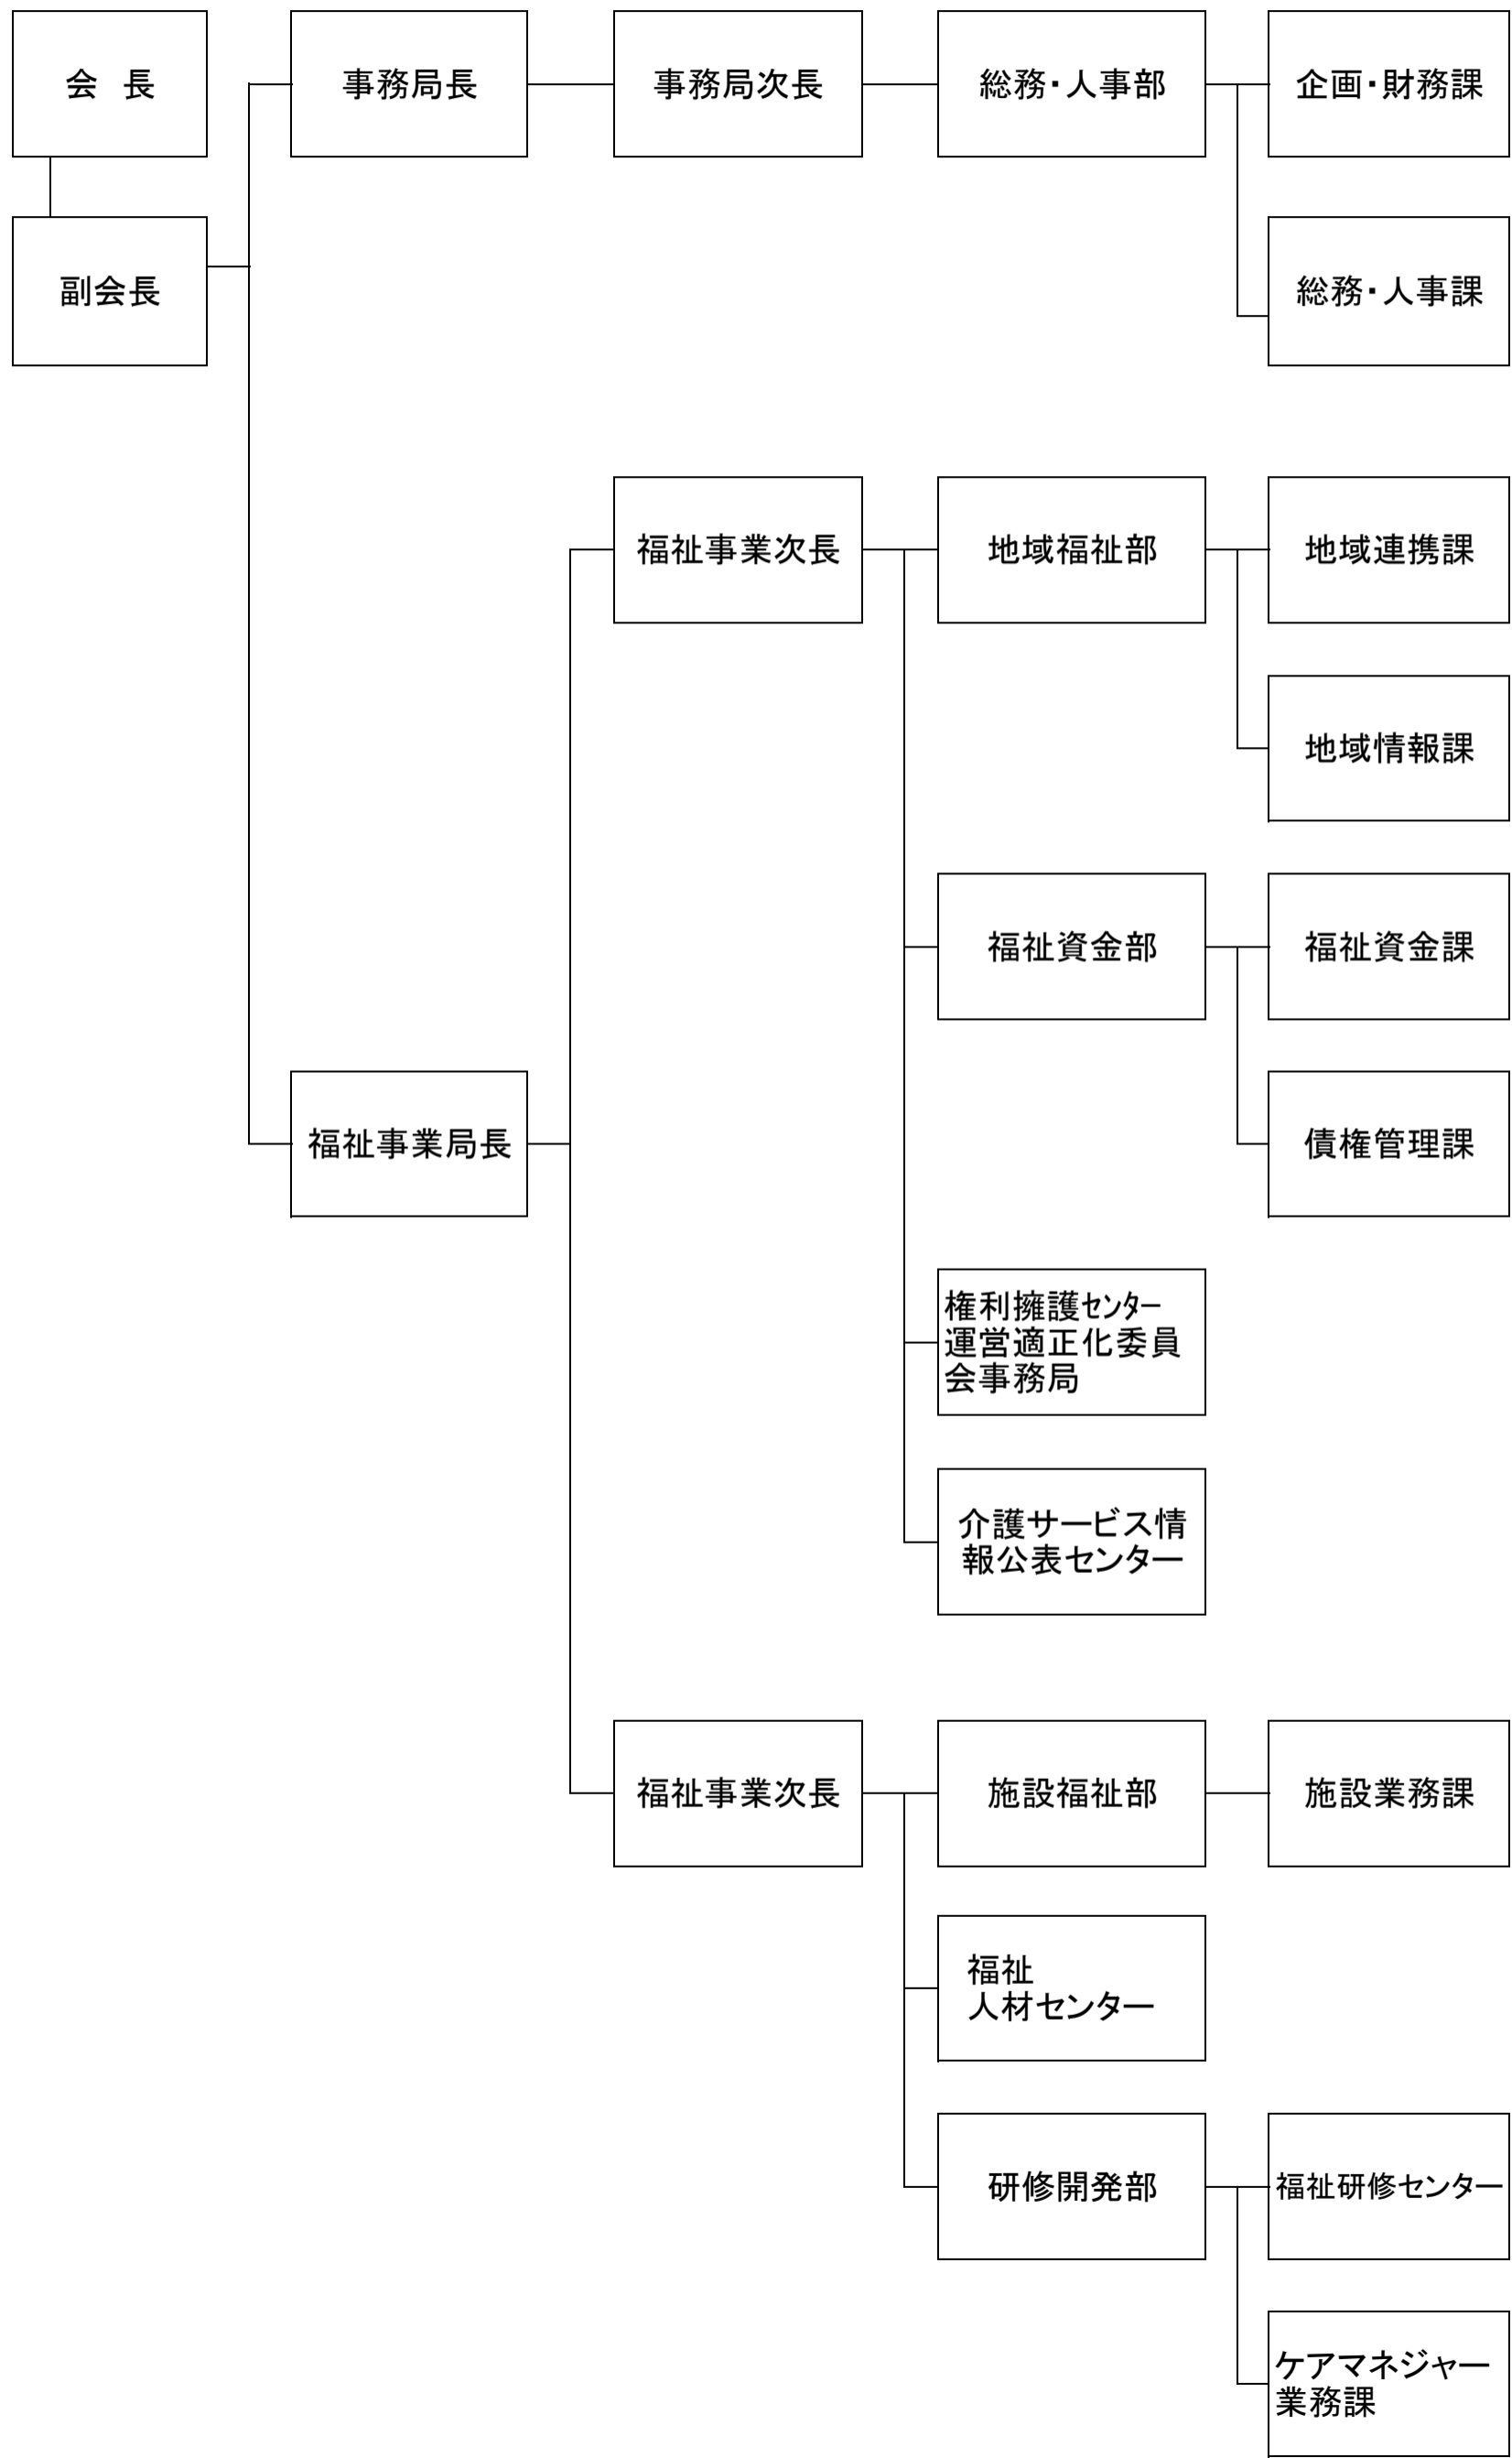 会　長
事務局長
事務局次長
総務・人事部
企画・財務課
副会長
総務・人事課
福祉事業次長
地域福祉部
地域連携課
地域情報課
福祉資金部
福祉資金課
福祉事業局長
債権管理課
権利擁護ｾﾝﾀｰ
運営適正化委員
会事務局
介護サービス情
報公表センター
福祉事業次長
施設福祉部
施設業務課
福祉
人材センター
研修開発部
福祉研修センター
ケアマネジャー
業務課